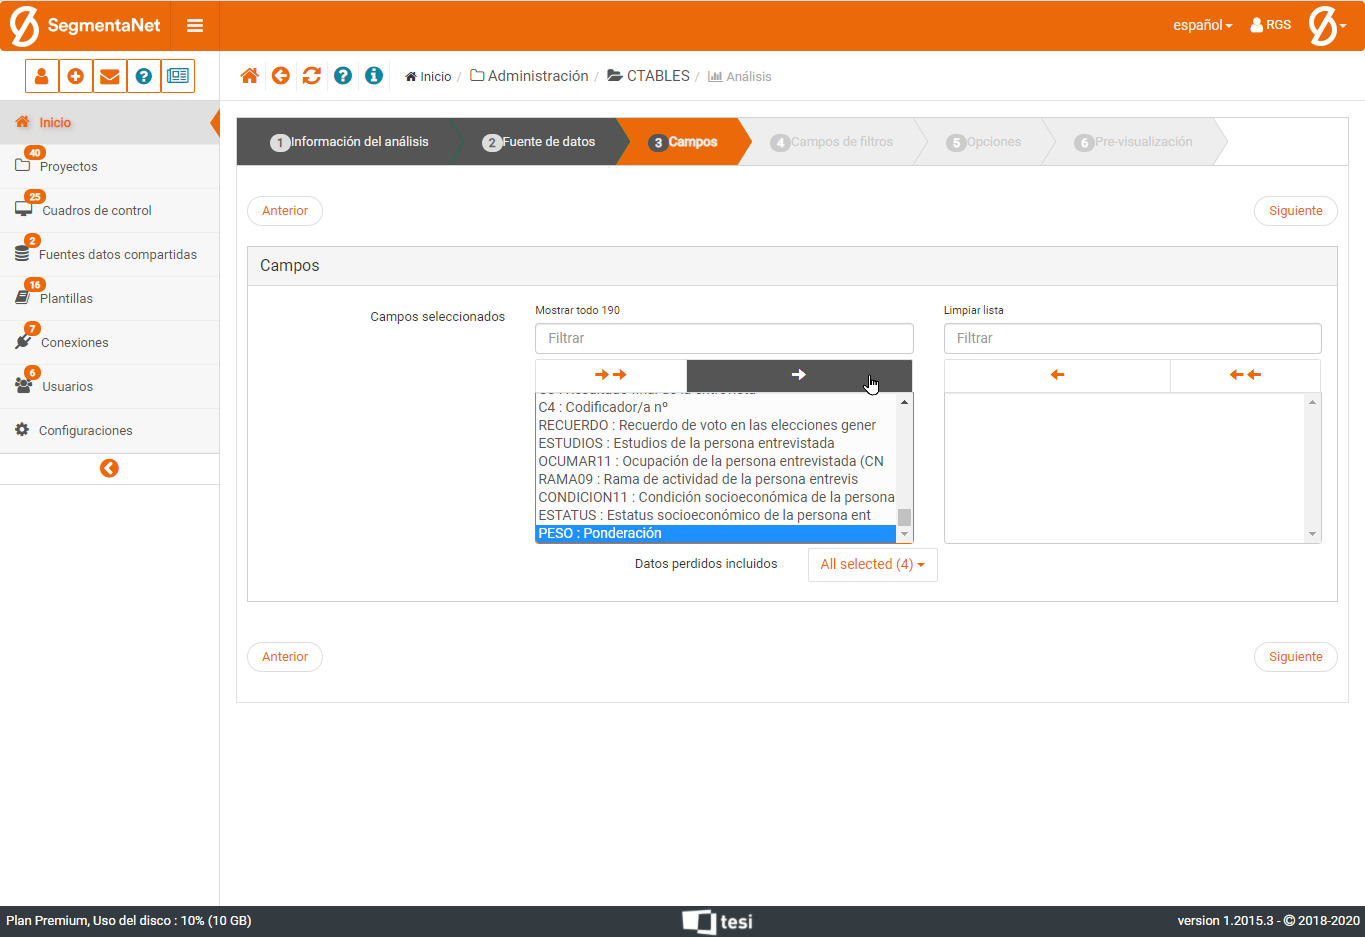 SegmentaNet
español
RGS
Inicio / Administración / CTABLES / Análisis
Inicio
40
Proyectos
25
Cuadros de control
2
Fuentes datos compartidas
16
Plantillas
7
Conexiones
6
Usuarios
Configuraciones
1 Información del análisis
2 Fuente de datos
3 Campos
4 Campos de filtros
5 Opciones
6 Pre-visualización
Anterior
Siguiente
Campos
Campos seleccionados
Mostrar todo 190
Filtrar
Limpiar lista
Filtrar
C4 : Codificador/a nº
RECUERDO : Recuerdo de voto en las elecciones gener
ESTUDIOS : Estudios de la persona entrevistada
OCUMAR11 : Ocupación de la persona entrevistada (CN
RAMA09 : Rama de actividad de la persona entrevis
CONDICION11 : Condición socioeconómica de la persona
ESTATUS : Estatus socioeconómico de la persona ent
PESO : Ponderación
Datos perdidos incluidos
All selected (4)
Anterior
Siguiente
Plan Premium, Uso del disco : 10% (10 GB)
tesi
version 1.2015.3 - © 2018-2020